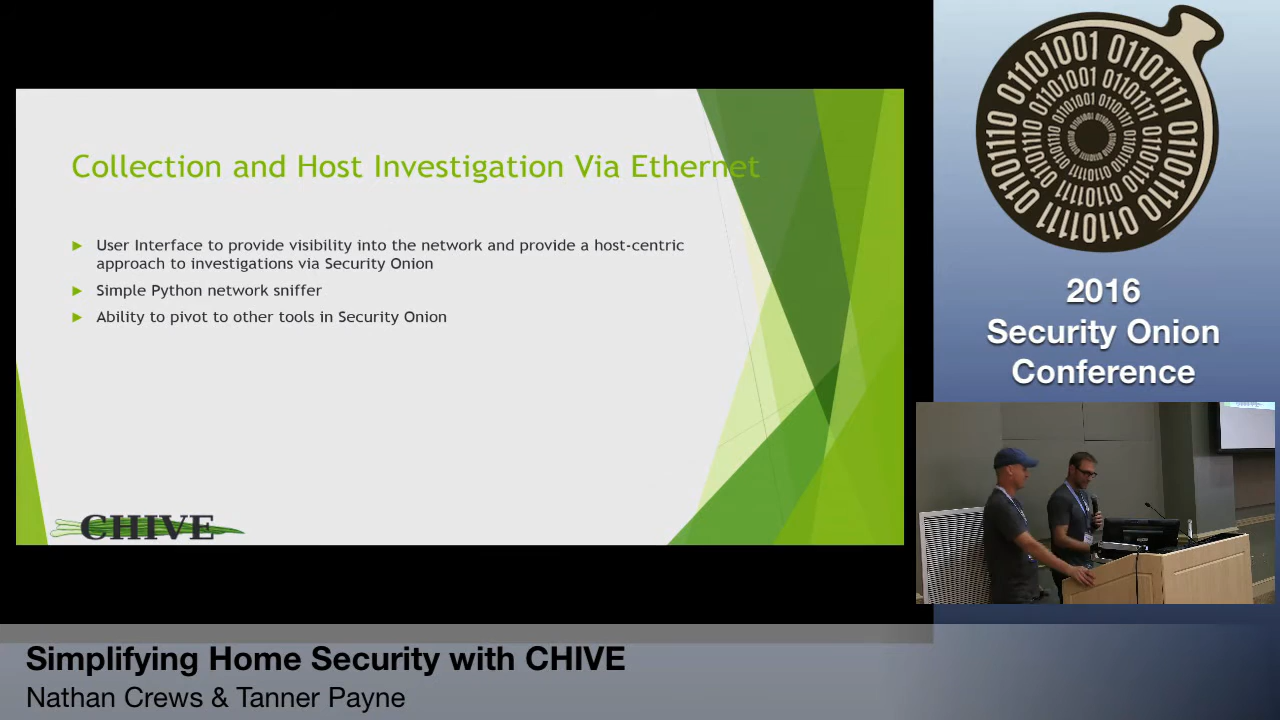 Collection and Host Investigation Via Ethernet
User Interface to provide visibility into the network and provide a host-centric
approach to investigations via Security Onion
Simple Python network sniffer
Ability to pivot to other tools in Security Onion
CHIVE
2016
Security Onion
Conference
Simplifying Home Security with CHIVE
Nathan Crews & Tanner Payne